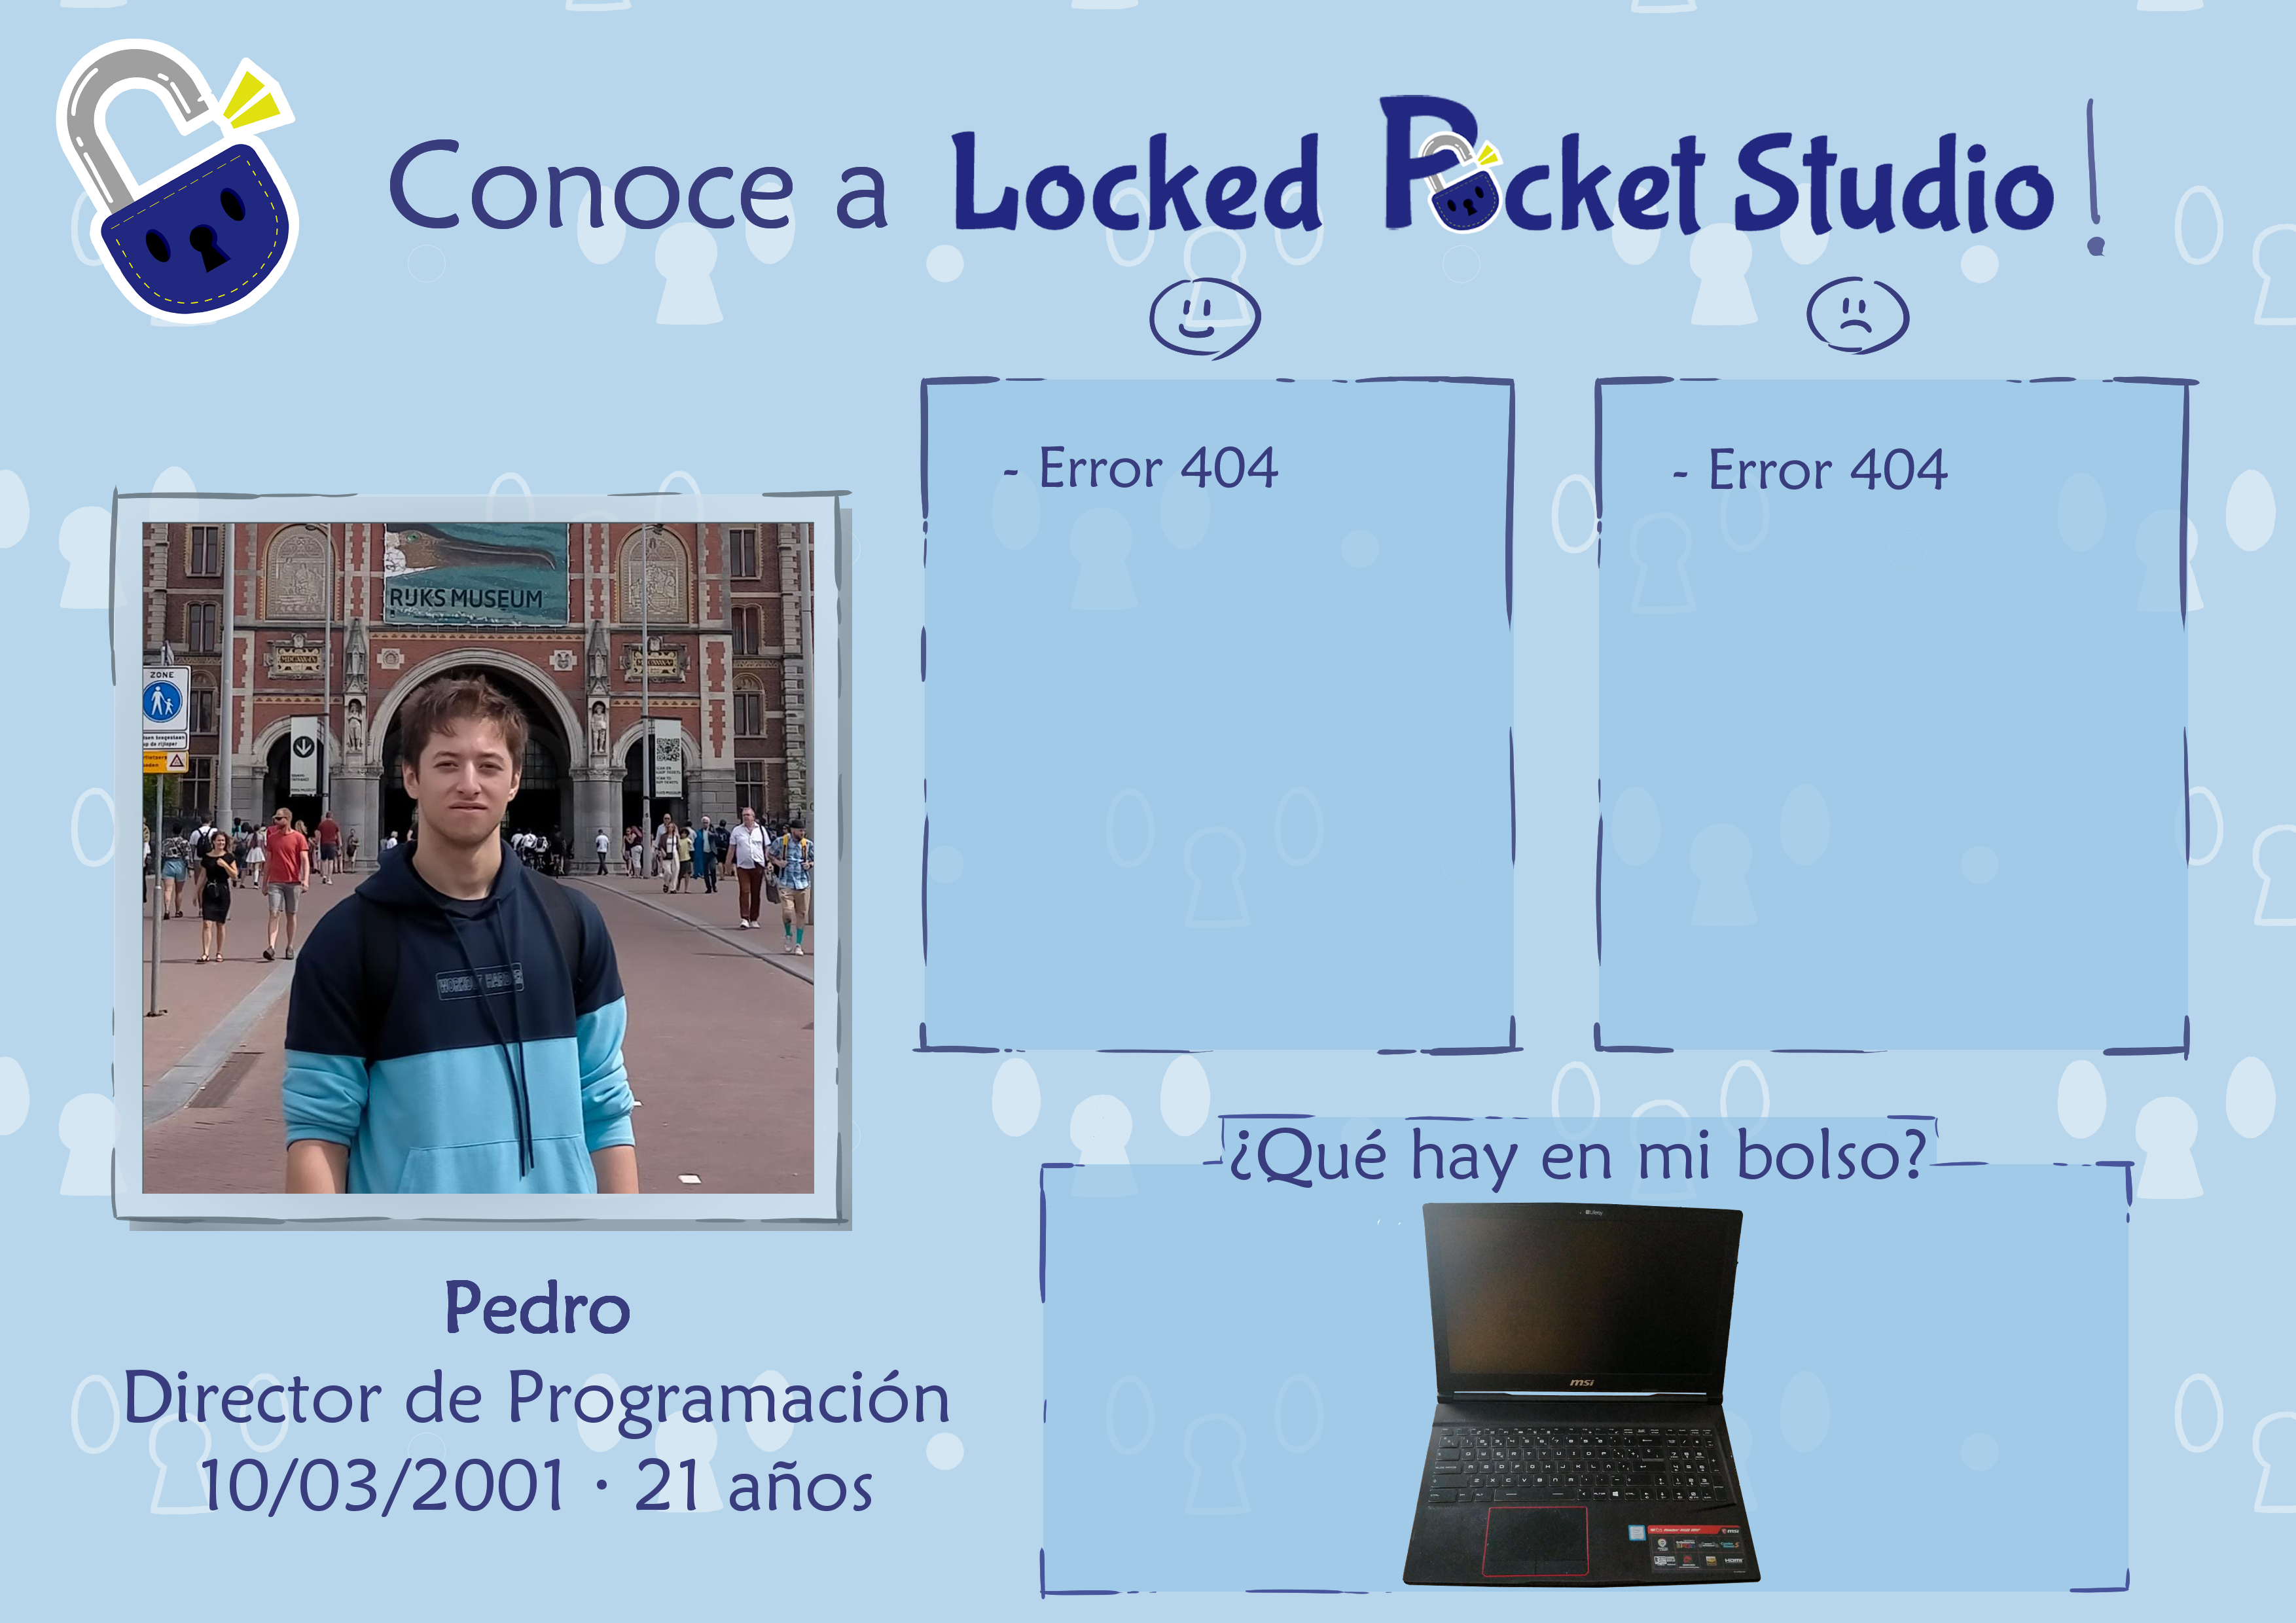 Conoce a Locked Pocket Studio!
- Error 404
- Error 404
RIJKS MUSEUM
ZONE
¿Qué hay en mi bolso?
msi
Pedro
Director de Programación
10/03/2001 · 21 años